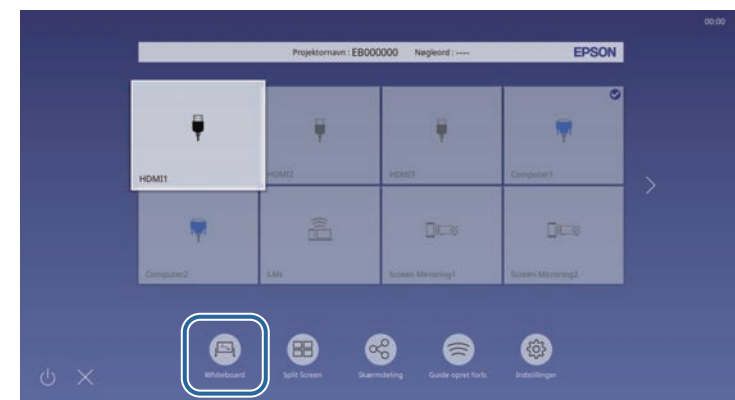 00:00
Projektornavn : EB000000 Nøgleord : ----
EPSON
HDMI1
HDMI2
HDMI3
Computer1
Computer2
LAN
Screen Mirroring1
Screen Mirroring2
Whiteboard
Split Screen
Skærmdeling
Guide opret forb.
Indstillinger